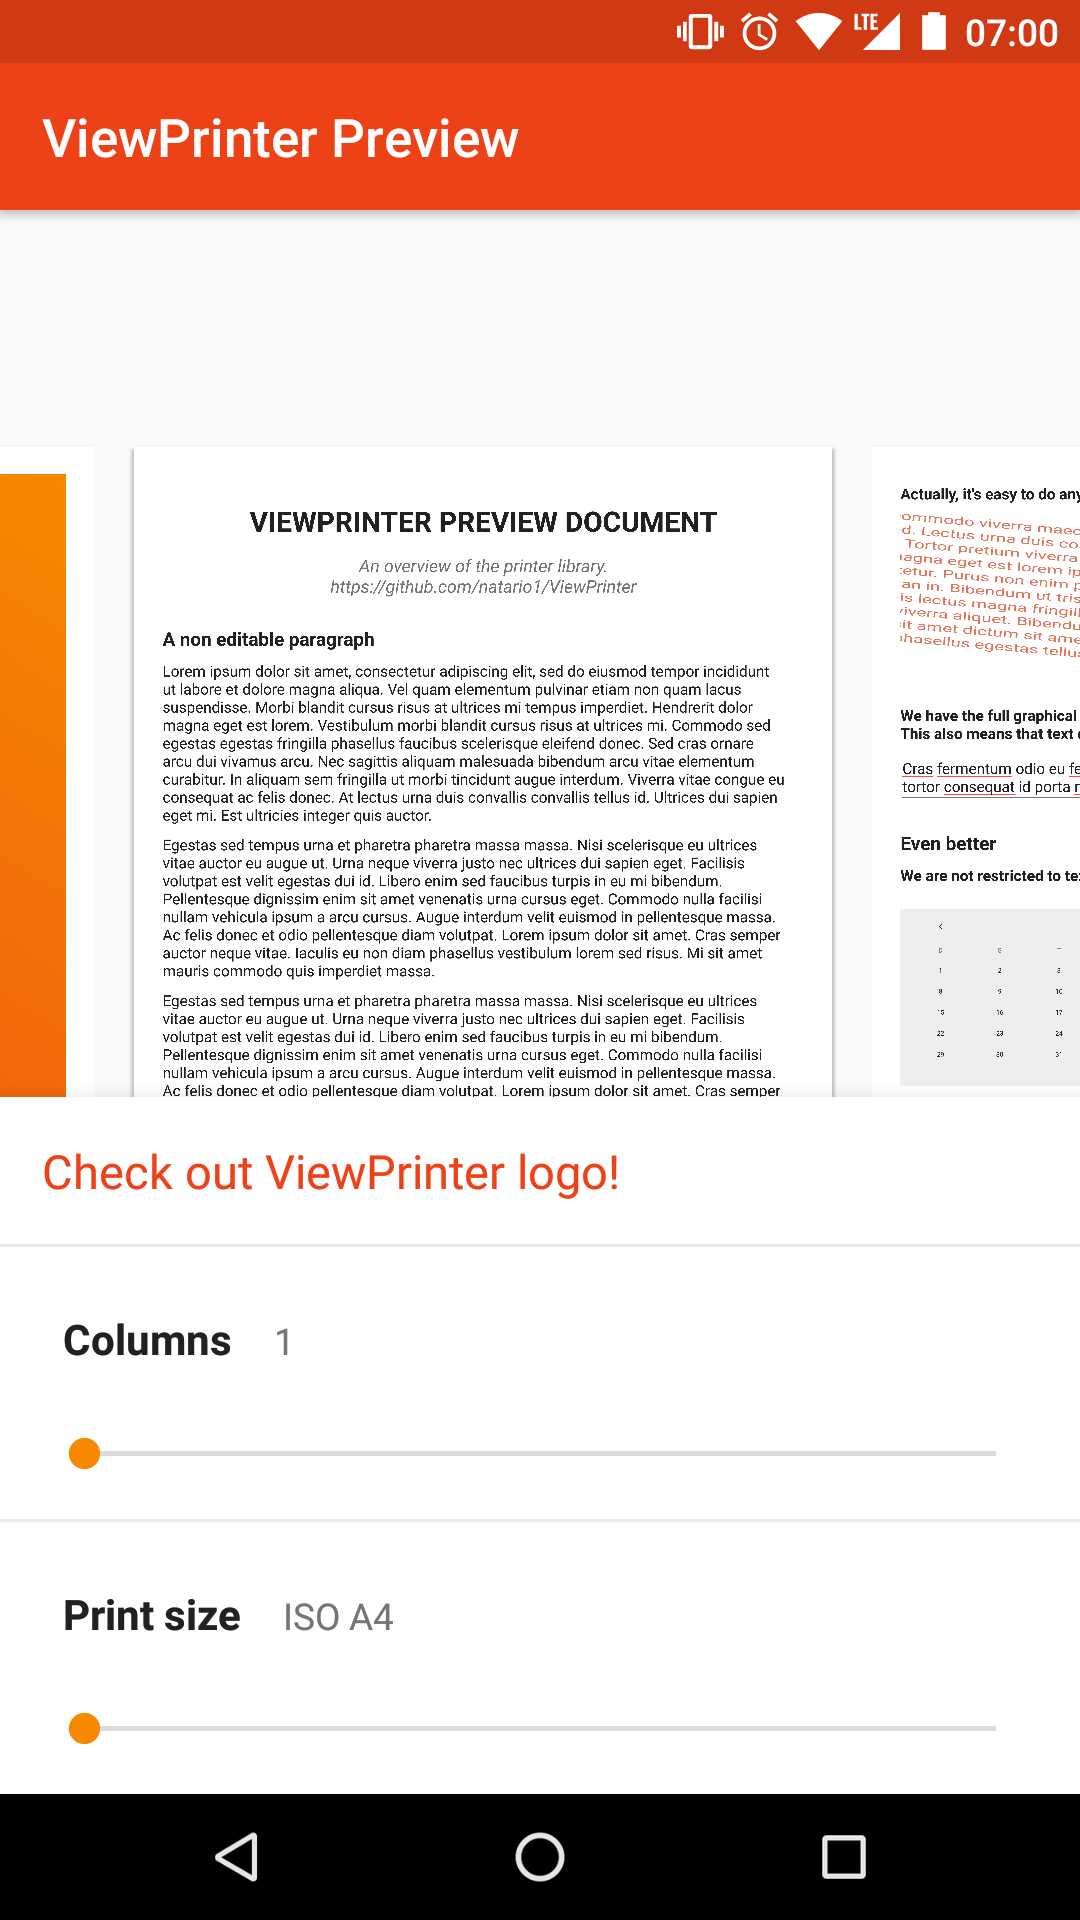 LTE 07:00
ViewPrinter Preview
VIEWPRINTER PREVIEW DOCUMENT
An overview of the printer library.
https://github.com/natario1/ViewPrinter
A non editable paragraph
Lorem ipsum dolor sit amet, consectetur adipiscing elit, sed do eiusmod tempor incididunt
ut labore et dolore magna aliqua. Vel quam elementum pulvinar etiam non quam lacus
suspendisse. Morbi blandit cursus risus at ultrices mi tempus imperdiet. Hendrerit dolor
magna eget est lorem. Vestibulum morbi blandit cursus risus at ultrices mi. Commodo sed
egestas egestas fringilla phasellus faucibus scelerisque eleifend donec. Sed cras ornare
arcu dui vivamus arcu. Nec sagittis aliquam malesuada bibendum arcu vitae elementum
curabitur. In aliquam sem fringilla ut morbi tincidunt augue interdum. Viverra vitae congue eu
consequat ac felis donec. At lectus urna duis convallis convallis tellus id. Ultrices dui sapien
eget mi. Est ultricies integer quis auctor.
Egestas sed tempus urna et pharetra pharetra massa massa. Nisi scelerisque eu ultrices
vitae auctor eu augue ut. Urna neque viverra justo nec ultrices dui sapien eget. Facilisis
volutpat est velit egestas dui id. Libero enim sed faucibus turpis in eu mi bibendum.
Pellentesque dignissim enim sit amet venenatis urna cursus eget. Commodo nulla facilisi
nullam vehicula ipsum a arcu cursus. Augue interdum velit euismod in pellentesque massa.
Ac felis donec et odio pellentesque diam volutpat. Lorem ipsum dolor sit amet. Cras semper
auctor neque vitae. Iaculis eu non diam phasellus vestibulum lorem sed risus. Mi sit amet
mauris commodo quis imperdiet massa.
Egestas sed tempus urna et pharetra pharetra massa massa. Nisi scelerisque eu ultrices
vitae auctor eu augue ut. Urna neque viverra justo nec ultrices dui sapien eget. Facilisis
volutpat est velit egestas dui id. Libero enim sed faucibus turpis in eu mi bibendum.
Pellentesque dignissim enim sit amet venenatis urna cursus eget. Commodo nulla facilisi
nullam vehicula ipsum a arcu cursus. Augue interdum velit euismod in pellentesque massa.
Ac felis donec et odio pellentesque diam volutpat. Lorem ipsum dolor sit amet. Cras semper
Actually, it's easy to do any
ommodo viverra maec
d. Lectus urna duis co
Tortor pretium viverra
agna eget est lorem ip
etur. Purus non enim p
an in. Bibendum ut tris
is lectus magna fringill
viverra aliquet. Bibendu
sit amet dictum sit ame
phasellus egestas tellus
We have the full graphical
This also means that text
Cras fermentum odio eu fe
tortor consequat id porta
Even better
We are not restricted to te
<
D S T
1 2 3
8 9 10
15 16 17
22 23 24
29 30 31
Check out ViewPrinter logo!
Columns 1
Print size ISO A4